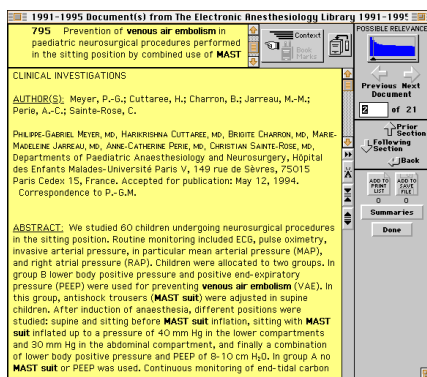 1991-1995 Document(s) from The Electronic Anesthesiology Library 1991-1995
795 Prevention of venous air embolism in
paediatric neurosurgical procedures performed
in the sitting position by combined use of MAST
Context
Book
Marks
POSSIBLE RELEVANCE
Previous Next
Document
2 of 21
Prior
Section
Following
Section
Back
ADD TO
PRINT
LIST
ADD TO
SAVE
FILE
0 0
Summaries
Done
CLINICAL INVESTIGATIONS
AUTHOR(S): Meyer, P.-G.; Cuttaree, H.; Charron, B.; Jarreau, M.-M.;
Perie, A.-C.; Sainte-Rose, C.
PHILIPPE-GABRIEL MEYER, MD, HARIKRISHNA CUTTAREE, MD, BRIGITE CHARRON, MD, MARIE-
MADELEINE JARREAU, MD, ANNE-CATHERINE PERIE, MD, CHRISTIAN SAINTE-ROSE, MD,
Departments of Paediatric Anaesthesiology and Neurosurgery, Hôpital
des Enfants Malades-Université Paris V, 149 rue de Sèvres, 75015
Paris Cedex 15, France. Accepted for publication: May 12, 1994.
Correspondence to P.-G.M.
ABSTRACT: We studied 60 children undergoing neurosurgical procedures
in the sitting position. Routine monitoring included ECG, pulse oximetry,
invasive arterial pressure, in particular mean arterial pressure (MAP),
and right atrial pressure (RAP). Children were allocated to two groups. In
group B lower body positive pressure and positive end-expiratory
pressure (PEEP) were used for preventing venous air embolism (VAE). In
this group, antishock trousers (MAST suit) were adjusted in supine
children. After induction of anaesthesia, different positions were
studied: supine and sitting before MAST suit inflation, sitting with MAST
suit inflated up to a pressure of 40 mm Hg in the lower compartments
and 30 mm Hg in the abdominal compartment, and finally a combination
of lower body positive pressure and PEEP of 8-10 cm H₂O. In group A no
MAST suit or PEEP was used. Continuous monitoring of end-tidal carbon